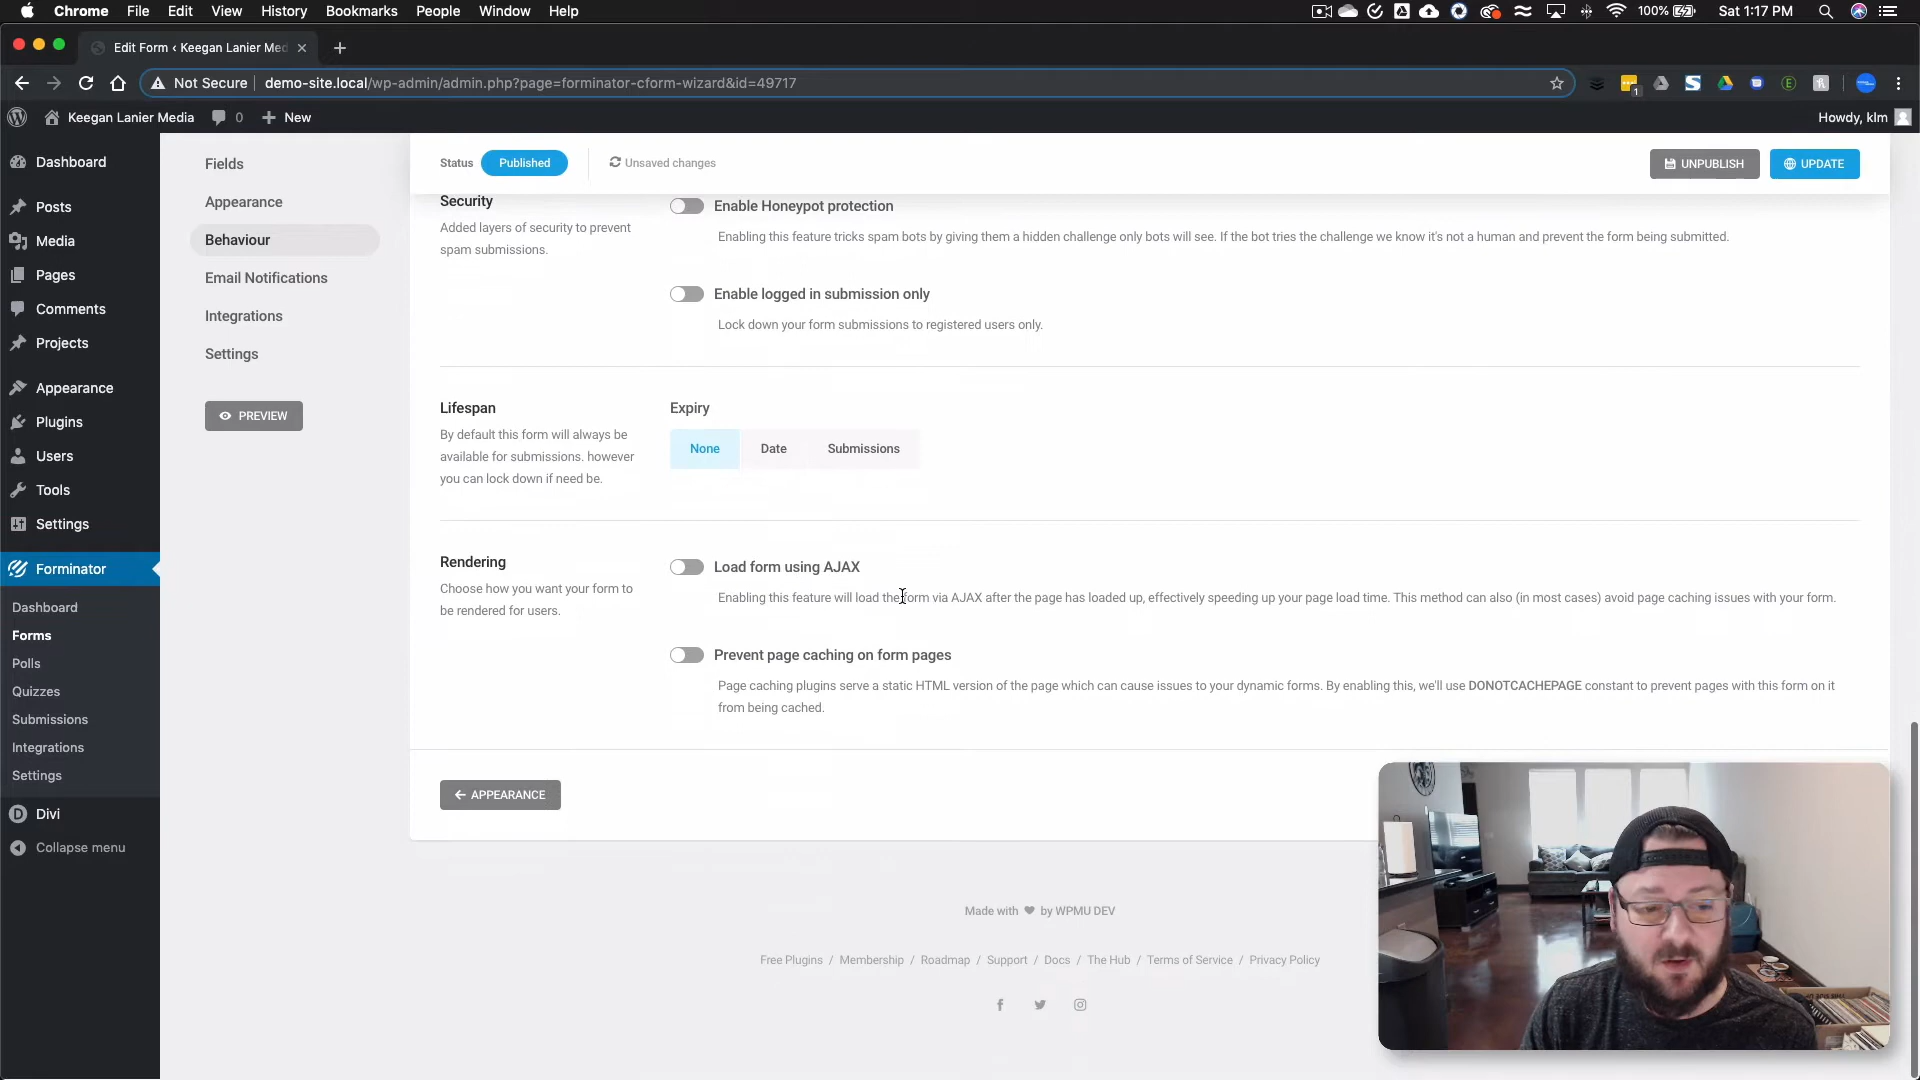 Chrome File Edit View History Bookmarks People Window Help 100% Sat 1:17 PM
Edit Form ‹ Keegan Lanier Med
Not Secure demo-site.local/wp-admin/admin.php?page=forminator-cform-wizard&id=49717
Keegan Lanier Media 0 New Howdy, klm
Dashboard
Posts
Media
Pages
Comments
Projects
Appearance
Plugins
Users
Tools
Settings
Forminator
Dashboard
Forms
Polls
Quizzes
Submissions
Integrations
Settings
Divi
Collapse menu
Fields
Appearance
Behaviour
Email Notifications
Integrations
Settings
PREVIEW
Status Published Unsaved changes UNPUBLISH UPDATE
Security
Added layers of security to prevent
spam submissions.
Enable Honeypot protection
Enabling this feature tricks spam bots by giving them a hidden challenge only bots will see. If the bot tries the challenge we know it's not a human and prevent the form being submitted.
Enable logged in submission only
Lock down your form submissions to registered users only.
Lifespan
By default this form will always be
available for submissions. however
you can lock down if need be.
Expiry
None Date Submissions
Rendering
Choose how you want your form to
be rendered for users.
Load form using AJAX
Enabling this feature will load the form via AJAX after the page has loaded up, effectively speeding up your page load time. This method can also (in most cases) avoid page caching issues with your form.
Prevent page caching on form pages
Page caching plugins serve a static HTML version of the page which can cause issues to your dynamic forms. By enabling this, we'll use DONOTCACHEPAGE constant to prevent pages with this form on it
from being cached.
APPEARANCE
Made with ♥ by WPMU DEV
Free Plugins / Membership / Roadmap / Support / Docs / The Hub / Terms of Service / Privacy Policy